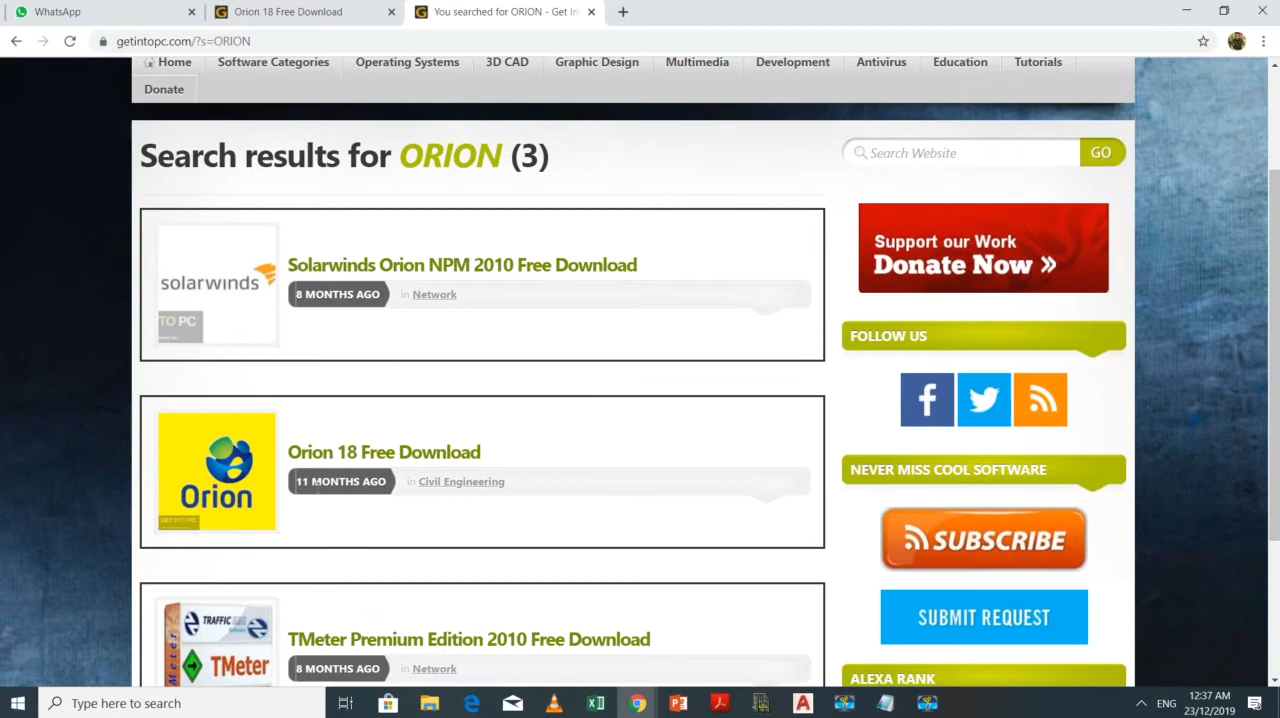 WhatsApp
Orion 18 Free Download
You searched for ORION - Get In
getintopc.com/?s=ORION
Home
Software Categories
Operating Systems
3D CAD
Graphic Design
Multimedia
Development
Antivirus
Education
Tutorials
Donate
Search results for ORION (3)
Search Website
GO
solarwinds
TO PC
Solarwinds Orion NPM 2010 Free Download
8 MONTHS AGO
in Network
Support our Work
Donate Now »
FOLLOW US
Orion
GET INTO PC
Orion 18 Free Download
11 MONTHS AGO
in Civil Engineering
NEVER MISS COOL SOFTWARE
SUBSCRIBE
SUBMIT REQUEST
TMeter
TMeter Premium Edition 2010 Free Download
8 MONTHS AGO
in Network
ALEXA RANK
Type here to search
ENG
12:37 AM
23/12/2019